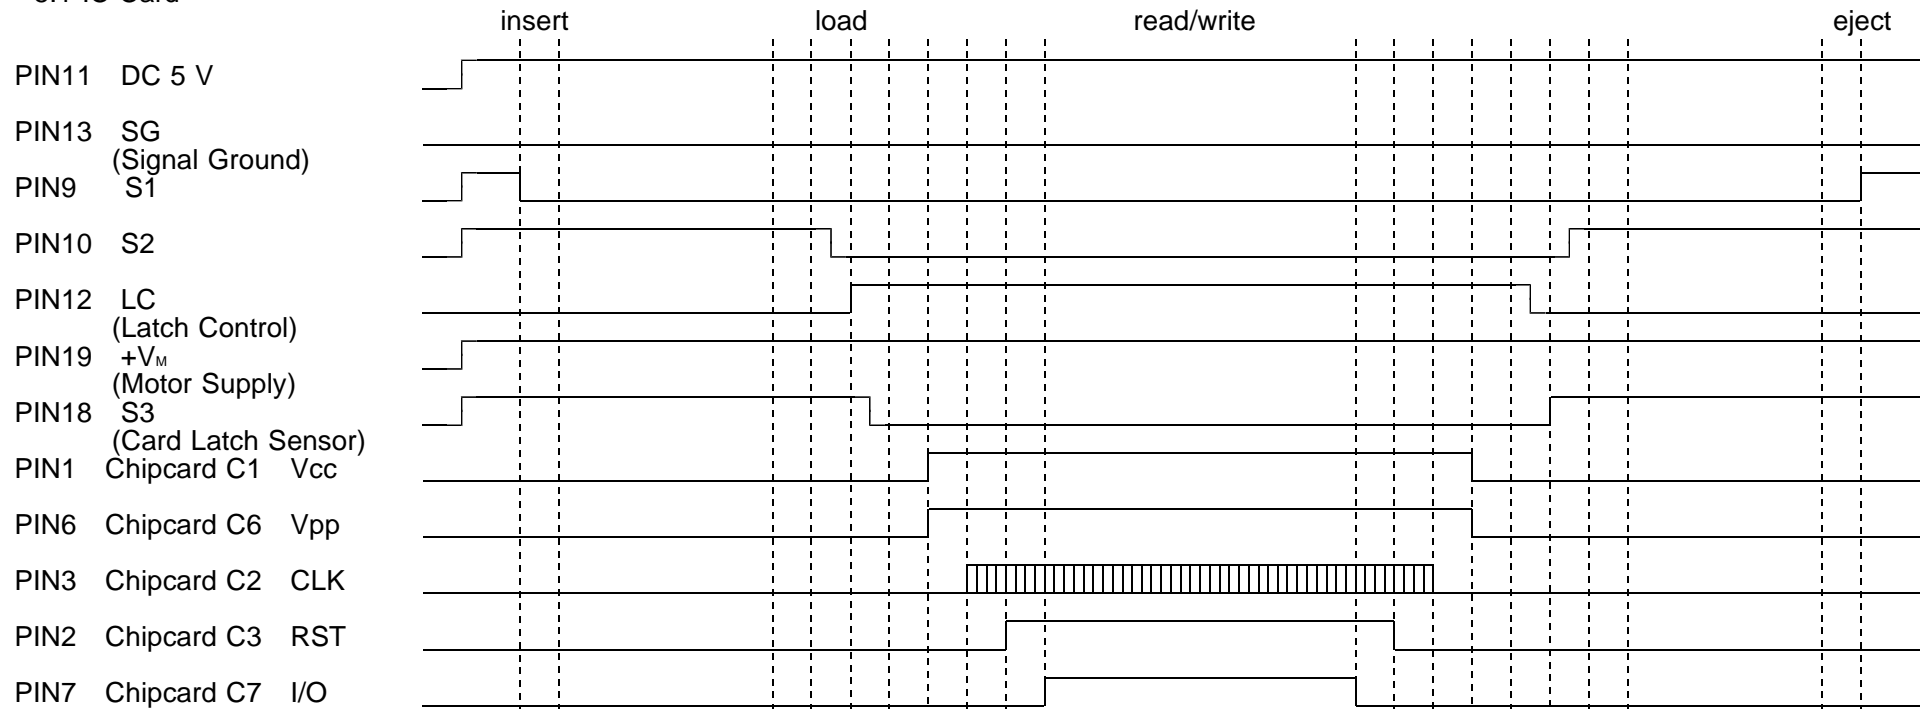 insert load read/write eject
PIN11 DC 5 V
PIN13 SG
(Signal Ground)
PIN9 S1
PIN10 S2
PIN12 LC
(Latch Control)
PIN19 +VM
(Motor Supply)
PIN18 S3
(Card Latch Sensor)
PIN1 Chipcard C1 Vcc
PIN6 Chipcard C6 Vpp
PIN3 Chipcard C2 CLK
PIN2 Chipcard C3 RST
PIN7 Chipcard C7 I/O